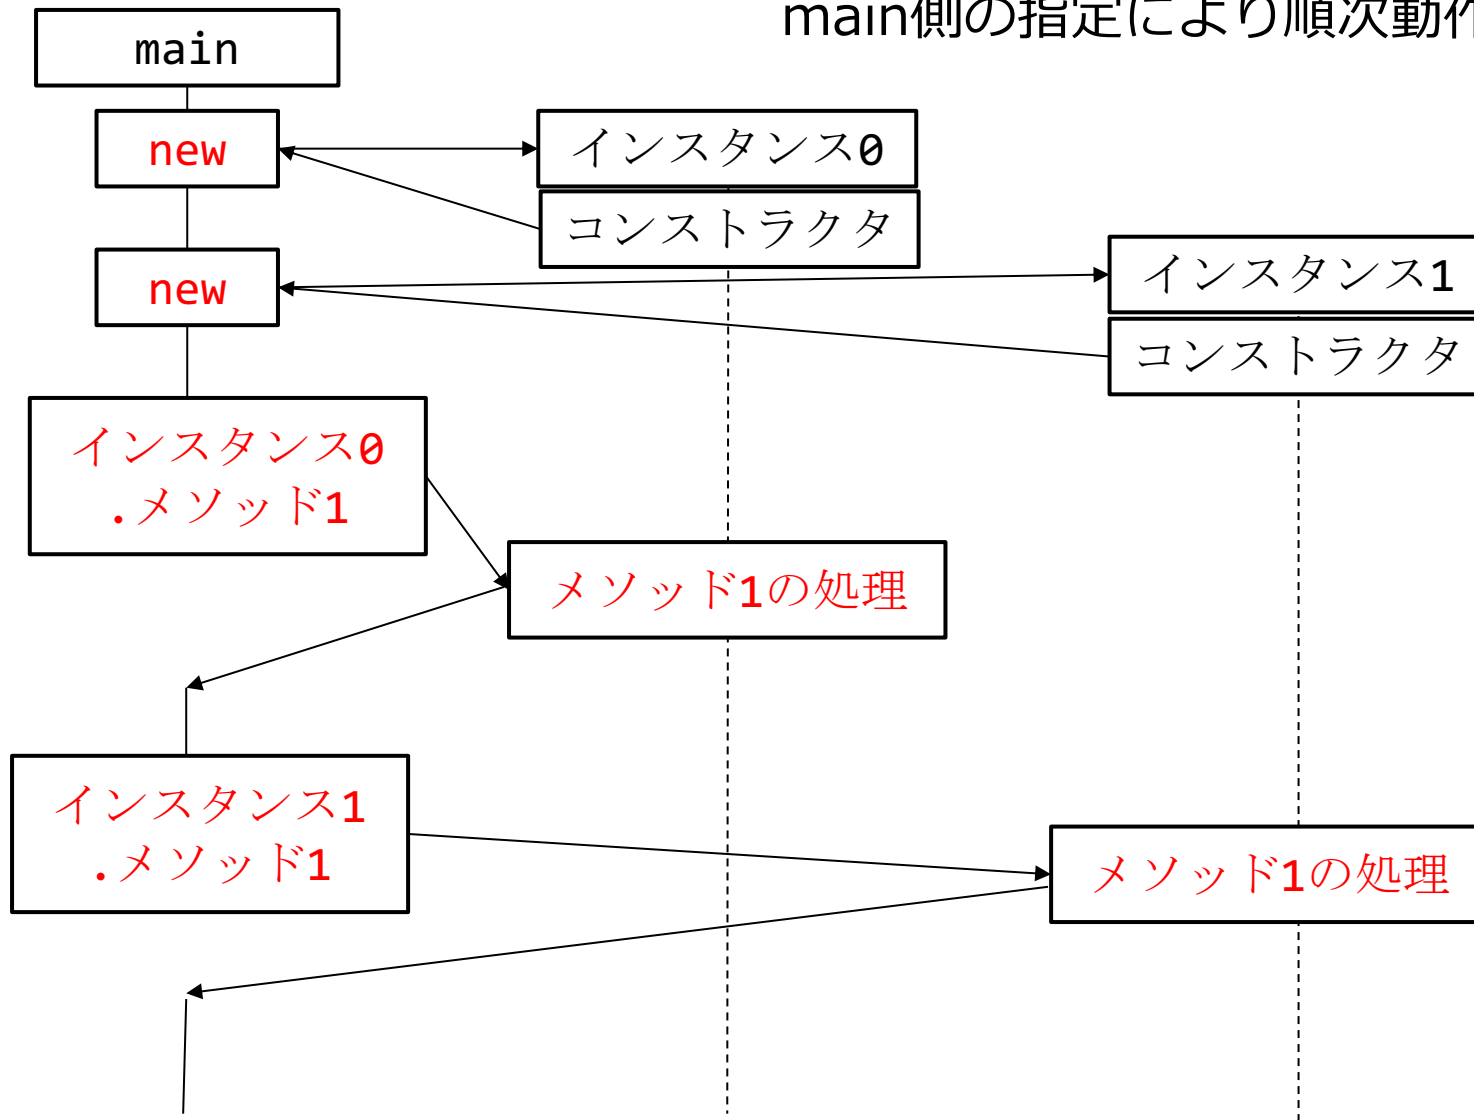 main側の指定により順次動作
main
new
インスタンス0
コンストラクタ
new
インスタンス1
コンストラクタ
インスタンス0
.メソッド1
メソッド1の処理
インスタンス1
.メソッド1
メソッド1の処理